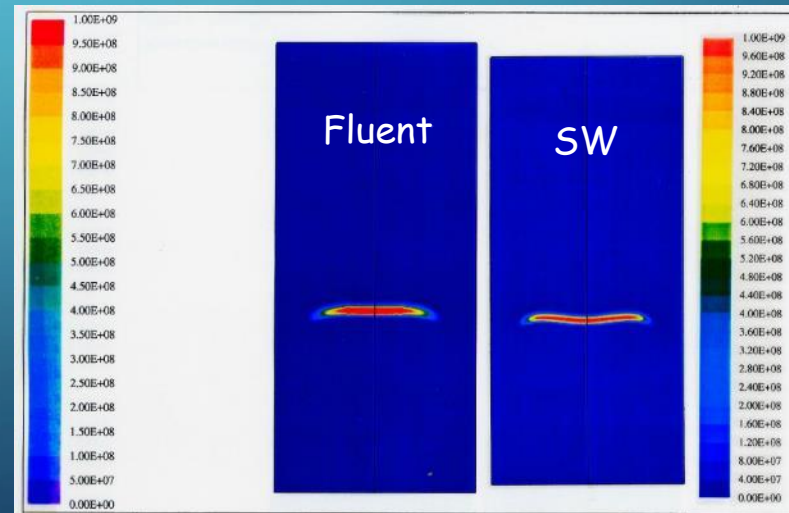 1.00E+09
9.50E+08
9.00E+08
8.50E+08
8.00E+08
7.50E+08
7.00E+08
6.50E+08
6.00E+08
5.50E+08
5.00E+08
4.50E+08
4.00E+08
3.50E+08
3.00E+08
2.50E+08
2.00E+08
1.50E+08
1.00E+08
5.00E+07
0.00E+00
Fluent
SW
1.00E+09
9.60E+08
9.20E+08
8.80E+08
8.40E+08
8.00E+08
7.60E+08
7.20E+08
6.80E+08
6.40E+08
6.00E+08
5.60E+08
5.20E+08
4.80E+08
4.40E+08
4.00E+08
3.60E+08
3.20E+08
2.80E+08
2.40E+08
2.00E+08
1.60E+08
1.20E+08
8.00E+07
4.00E+07
0.00E+00